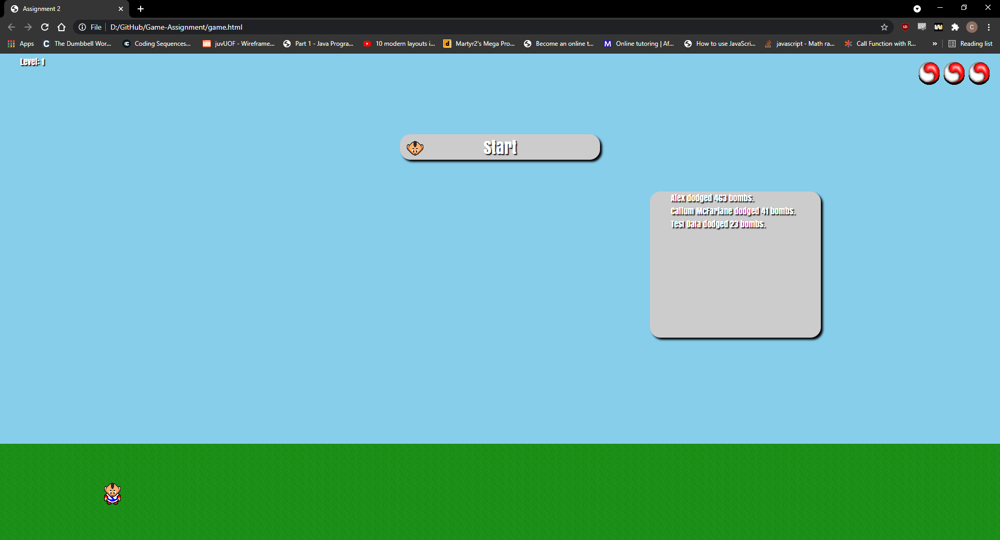 Assignment 2
File D:/GitHub/Game-Assignment/game.html
Apps The Dumbbell Wor... Coding Sequences... juvUOF - Wireframe... Part 1 - Java Progra... 10 modern layouts i... Martyr2's Mega Pro... Become an online t... Online tutoring | Af... How to use JavaScri... javascript - Math ra... Call Function with R... » Reading list
Level: 1
Start
Alex dodged 463 bombs.
Callum McFarlane dodged 41 bombs.
Test Data dodged 23 bombs.